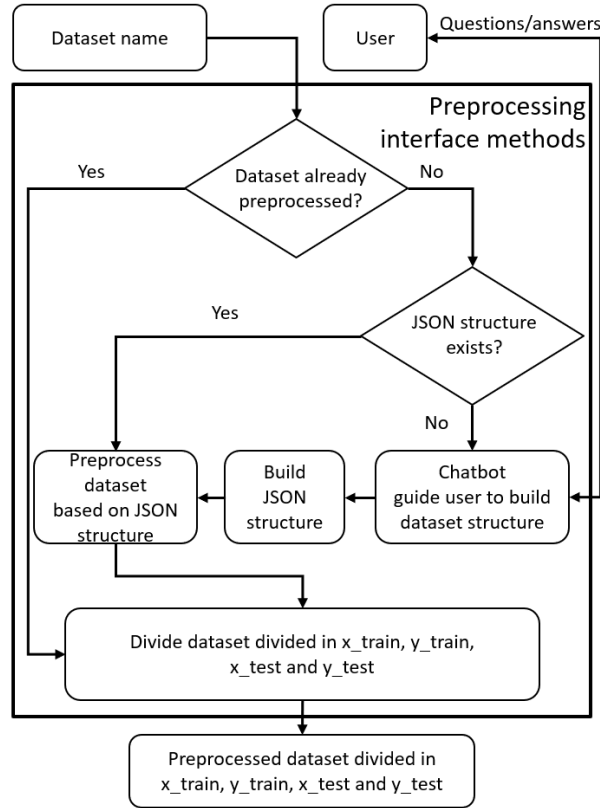 Dataset name
User
Questions/answers
Preprocessing
interface methods
Yes
Dataset already
preprocessed?
No
Yes
JSON structure
exists?
No
Preprocess
dataset
based on JSON
structure
Build
JSON
structure
Chatbot
guide user to build
dataset structure
Divide dataset divided in x_train, y_train,
x_test and y_test
Preprocessed dataset divided in
x_train, y_train, x_test and y_test